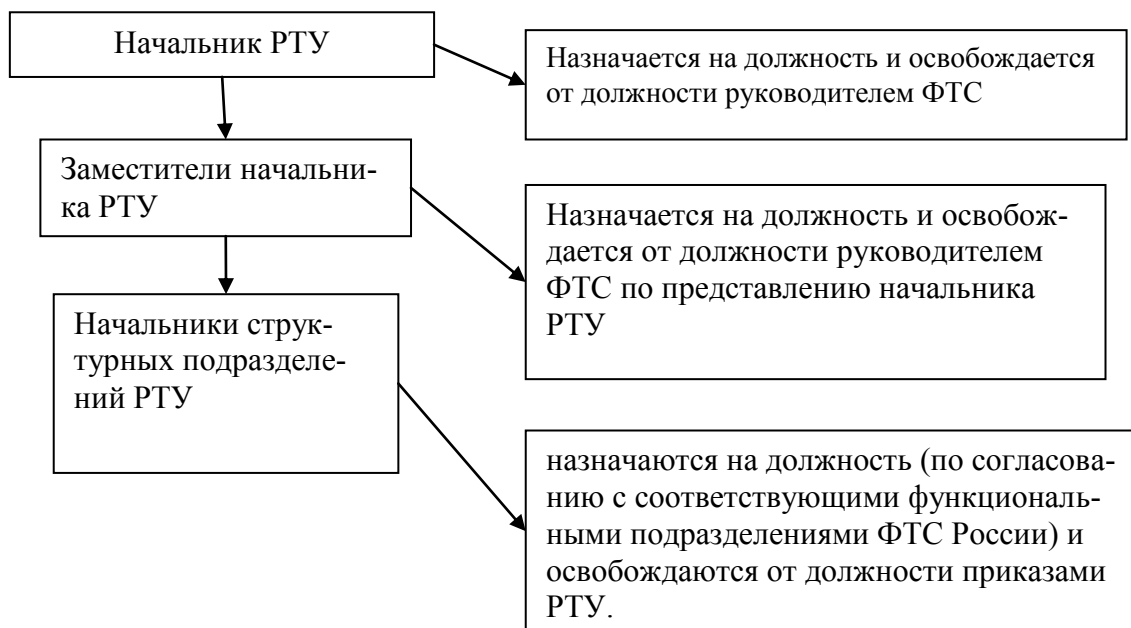 Начальник РТУ
Назначается на должность и освобождается
от должности руководителем ФТС
Заместители начальни-
ка РТУ
Назначается на должность и освобож-
дается от должности руководителем
ФТС по представлению начальника
РТУ
Начальники струк-
турных подразделе-
ний РТУ
назначаются на должность (по согласова-
нию с соответствующими функциональ-
ными подразделениями ФТС России) и
освобождаются от должности приказами
РТУ.